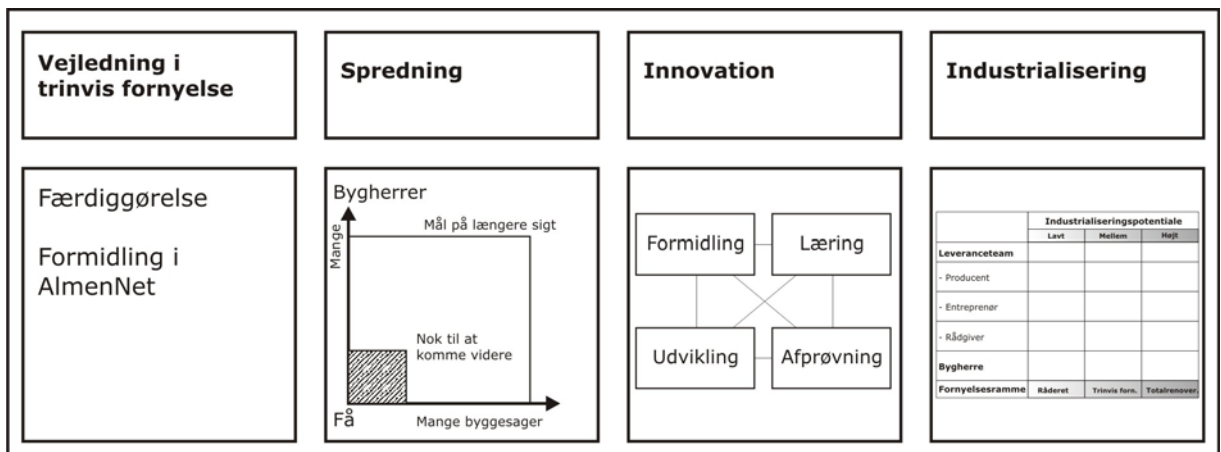 Vejledning i
trinvis fornyelse
Spredning
Innovation
Industrialisering
Færdiggørelse
Formidling i
AlmenNet
Bygherrer
Mange
Mål på længere sigt
Nok til at
komme videre
Få
Mange byggesager
Formidling
Læring
Udvikling
Afprøvning
Industrialiseringspotentiale
Lavt Mellem Højt
Leveranceteam
- Producent
- Entreprenør
- Rådgiver
Bygherre
Fornyelsesramme Råderet Trinvis forn. Totalrenover.